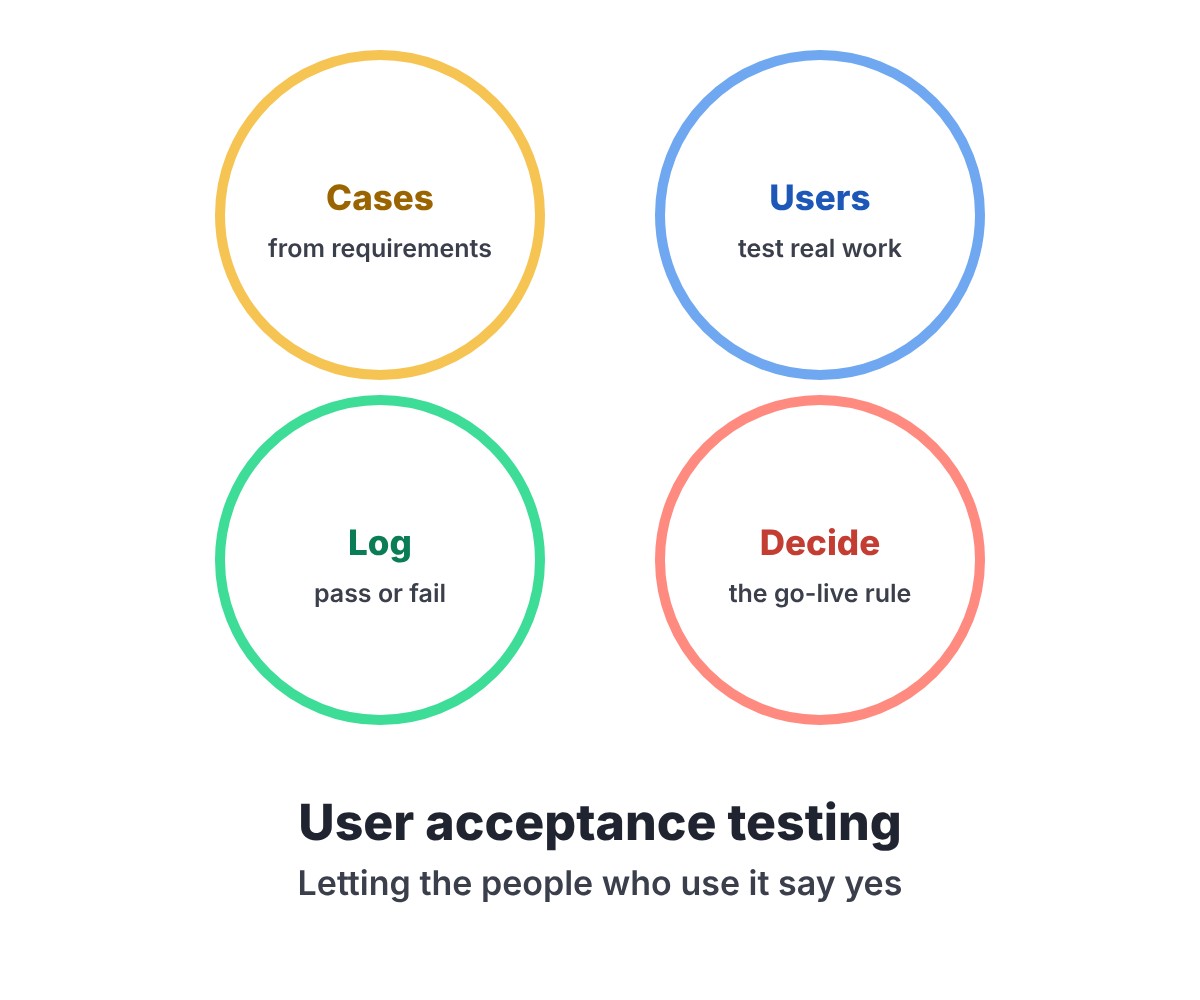 Cases
from requirements
Users
test real work
Log
pass or fail
Decide
the go-live rule
User acceptance testing
Letting the people who use it say yes